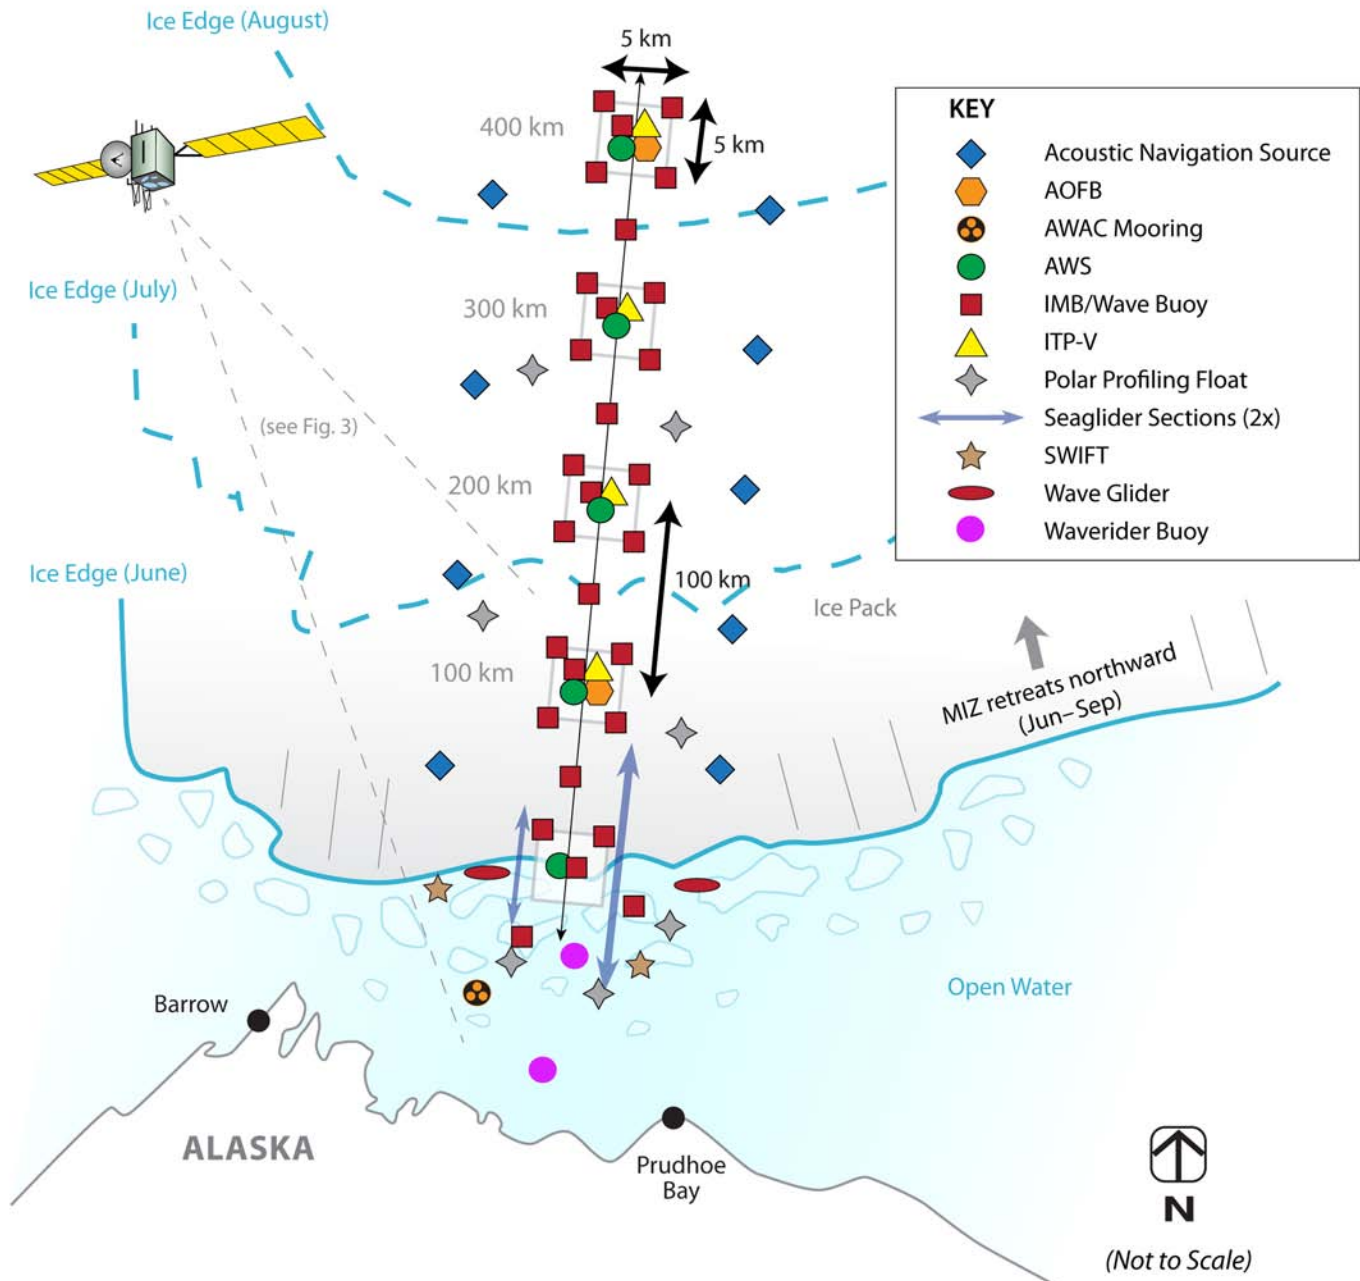 Ice Edge (August)
5 km
400 km
5 km
KEY
Acoustic Navigation Source
AOFB
AWAC Mooring
AWS
IMB/Wave Buoy
ITP-V
Polar Profiling Float
Seaglider Sections (2x)
SWIFT
Wave Glider
Waverider Buoy
Ice Edge (July)
300 km
(see Fig. 3)
200 km
Ice Edge (June)
100 km
Ice Pack
100 km
MIZ retreats northward
(Jun–Sep)
Open Water
Barrow
ALASKA
Prudhoe
Bay
N
(Not to Scale)